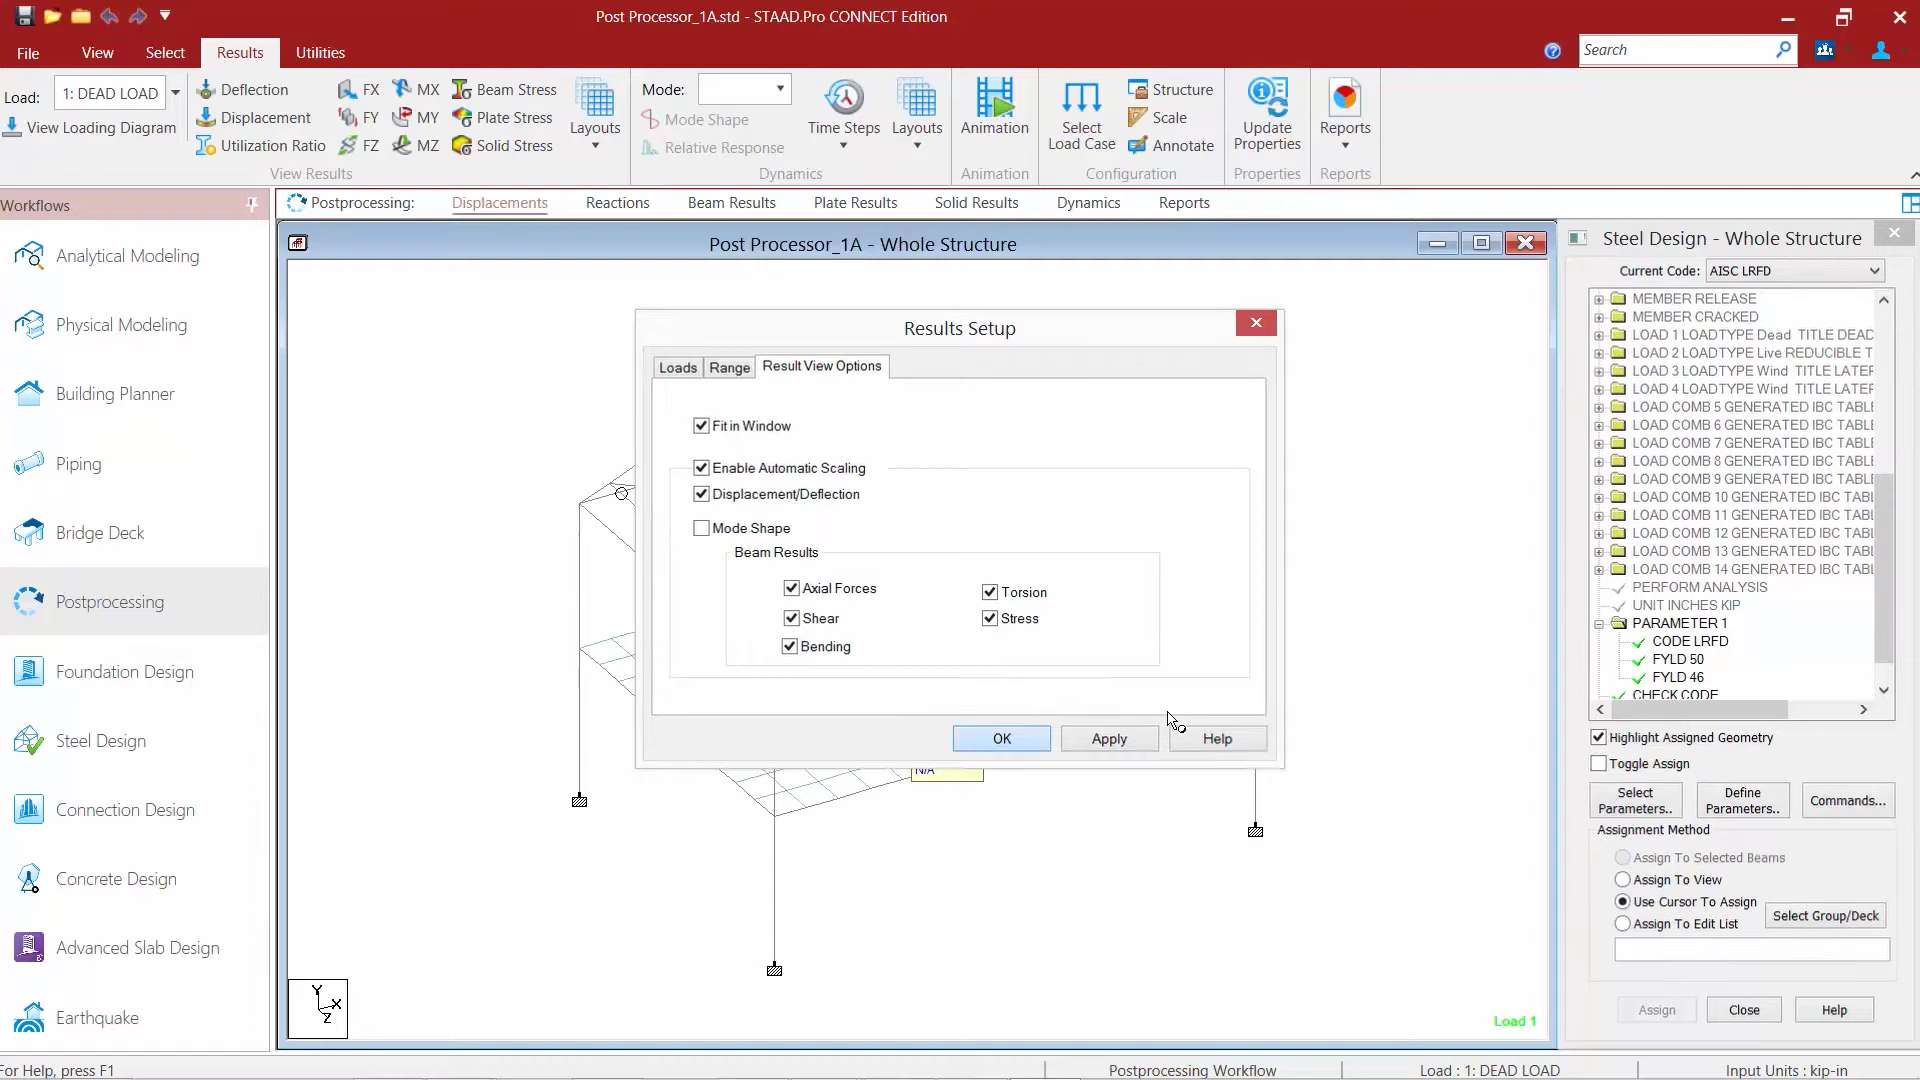 Post Processor_1A.std - STAAD.Pro CONNECT Edition
File View Select Results Utilities
Search
Load: 1: DEAD LOAD
View Loading Diagram
Deflection
Displacement
Utilization Ratio
FX MX Beam Stress
FY MY Plate Stress
FZ MZ Solid Stress
Layouts
View Results
Mode:
Mode Shape
Relative Response
Time Steps
Layouts
Dynamics
Animation
Animation
Select
Load Case
Structure
Scale
Annotate
Configuration
Update
Properties
Properties
Reports
Reports
Workflows
Postprocessing: Displacements Reactions Beam Results Plate Results Solid Results Dynamics Reports
Analytical Modeling
Physical Modeling
Building Planner
Piping
Bridge Deck
Postprocessing
Foundation Design
Steel Design
Connection Design
Concrete Design
Advanced Slab Design
Earthquake
Post Processor_1A - Whole Structure
Results Setup
Loads Range Result View Options
Fit in Window
Enable Automatic Scaling
Displacement/Deflection
Mode Shape
Beam Results
Axial Forces Torsion
Shear Stress
Bending
OK Apply Help
N/A
Y
X
Z
Load 1
Steel Design - Whole Structure
Current Code: AISC LRFD
MEMBER RELEASE
MEMBER CRACKED
LOAD 1 LOADTYPE Dead TITLE DEAD
LOAD 2 LOADTYPE Live REDUCIBLE T
LOAD 3 LOADTYPE Wind TITLE LATER
LOAD 4 LOADTYPE Wind TITLE LATER
LOAD COMB 5 GENERATED IBC TABLE
LOAD COMB 6 GENERATED IBC TABLE
LOAD COMB 7 GENERATED IBC TABLE
LOAD COMB 8 GENERATED IBC TABLE
LOAD COMB 9 GENERATED IBC TABLE
LOAD COMB 10 GENERATED IBC TABL
LOAD COMB 11 GENERATED IBC TABL
LOAD COMB 12 GENERATED IBC TABL
LOAD COMB 13 GENERATED IBC TABL
LOAD COMB 14 GENERATED IBC TABL
PERFORM ANALYSIS
UNIT INCHES KIP
PARAMETER 1
CODE LRFD
FYLD 50
FYLD 46
CHECK CODE
Highlight Assigned Geometry
Toggle Assign
Select
Parameters..
Define
Parameters..
Commands...
Assignment Method
Assign To Selected Beams
Assign To View
Use Cursor To Assign
Assign To Edit List
Select Group/Deck
Assign Close Help
For Help, press F1
Postprocessing Workflow
Load : 1: DEAD LOAD
Input Units : kip-in